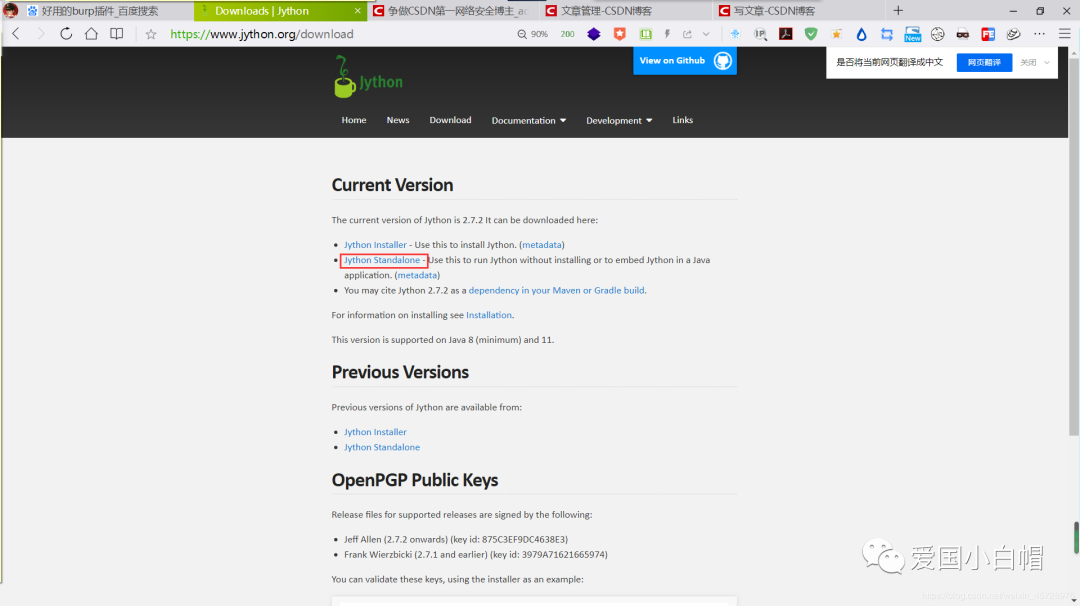 好用的burp插件_百度搜索
Downloads | Jython
争做CSDN第一网络安全博主_
文章管理-CSDN博客
写文章-CSDN博客
https://www.jython.org/download
90%
200
IP
New
FE
是否将当前网页翻译成中文
网页翻译
关闭
View on Github
Jython
Home
News
Download
Documentation
Development
Links
Current Version
The current version of Jython is 2.7.2 It can be downloaded here:
Jython Installer - Use this to install Jython. (metadata)
Jython Standalone - Use this to run Jython without installing or to embed Jython in a Java
application. (metadata)
You may cite Jython 2.7.2 as a dependency in your Maven or Gradle build.
For information on installing see Installation.
This version is supported on Java 8 (minimum) and 11.
Previous Versions
Previous versions of Jython are available from:
Jython Installer
Jython Standalone
OpenPGP Public Keys
Release files for supported releases are signed by the following:
Jeff Allen (2.7.2 onwards) (key id: 875C3EF9DC4638E3)
Frank Wierzbicki (2.7.1 and earlier) (key id: 3979A71621665974)
You can validate these keys, using the installer as an example:
爱国小白帽